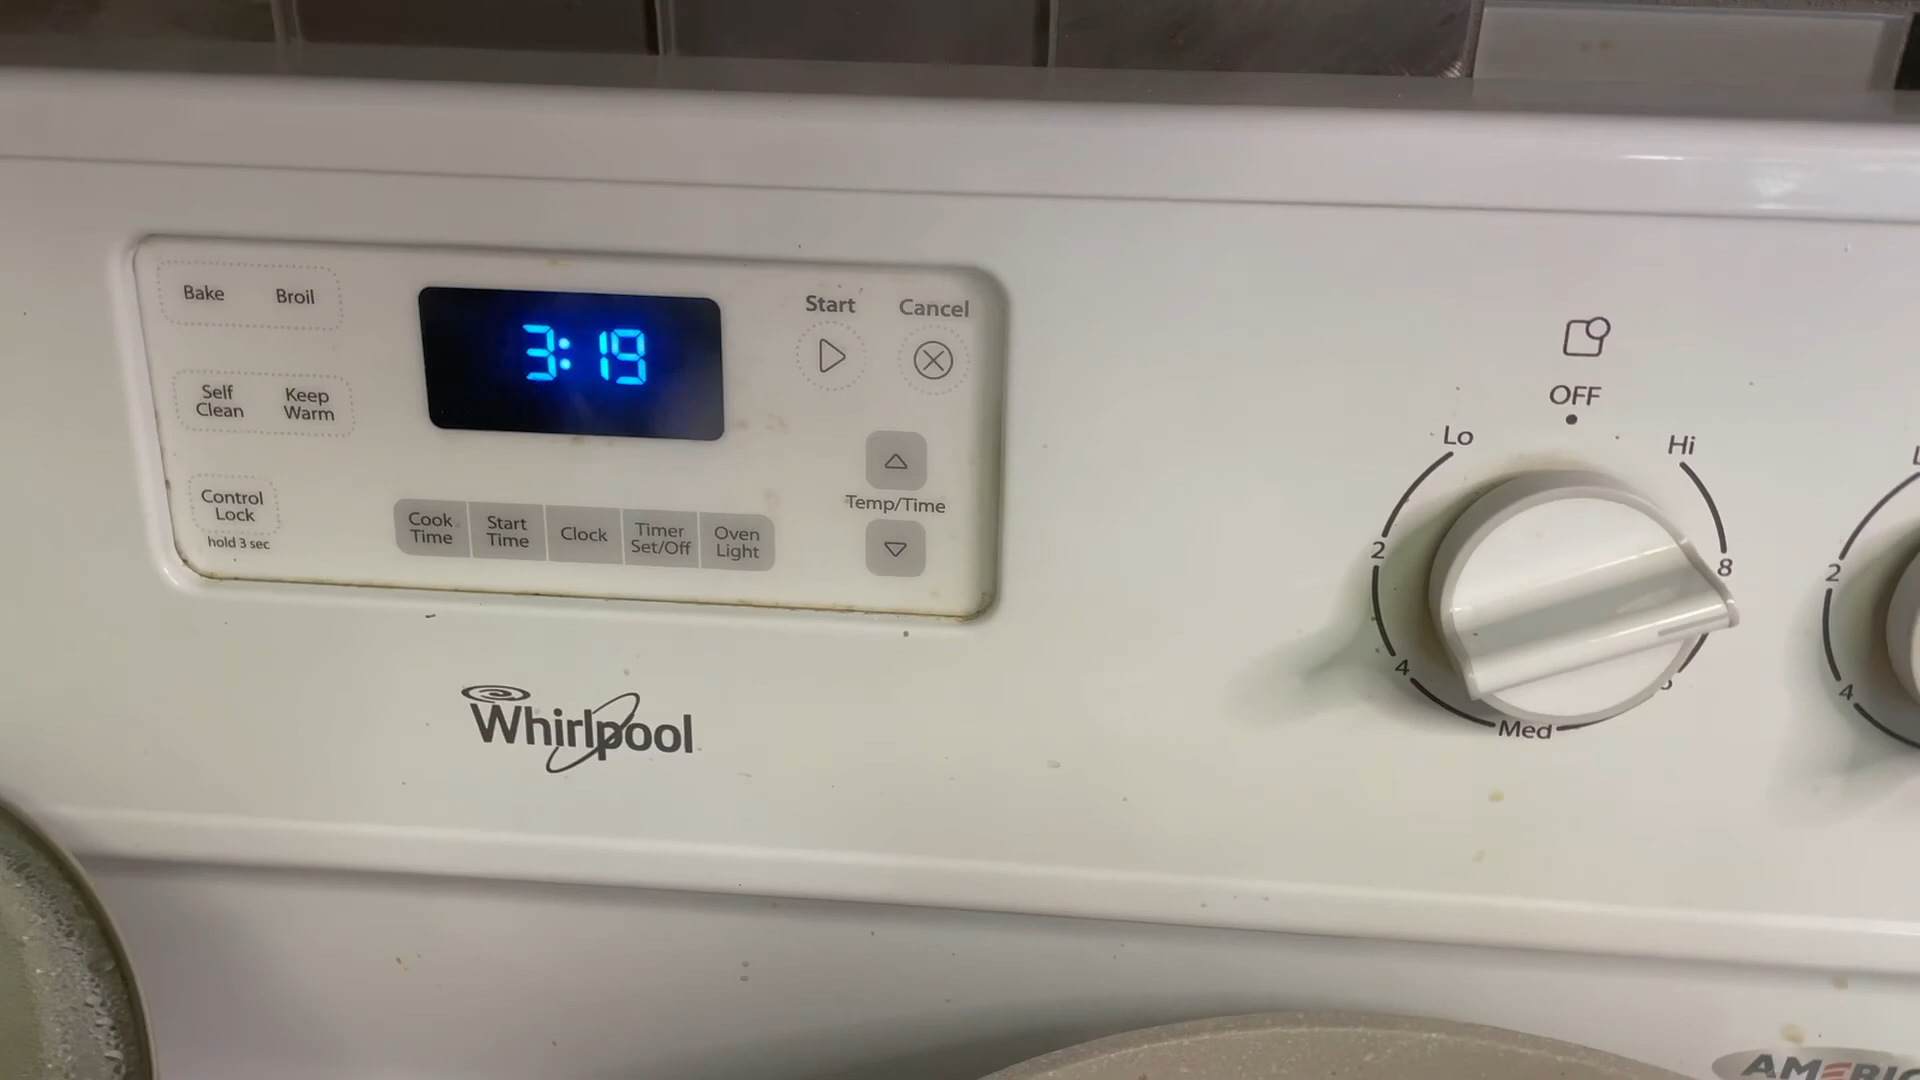 Bake
Broil
3:19
Start
Cancel
Self
Clean
Keep
Warm
Temp/Time
Control
Lock
hold 3 sec
Cook
Time
Start
Time
Clock
Timer
Set/Off
Oven
Light
Whirlpool
OFF
Lo
Hi
2
8
4
Med
2
4